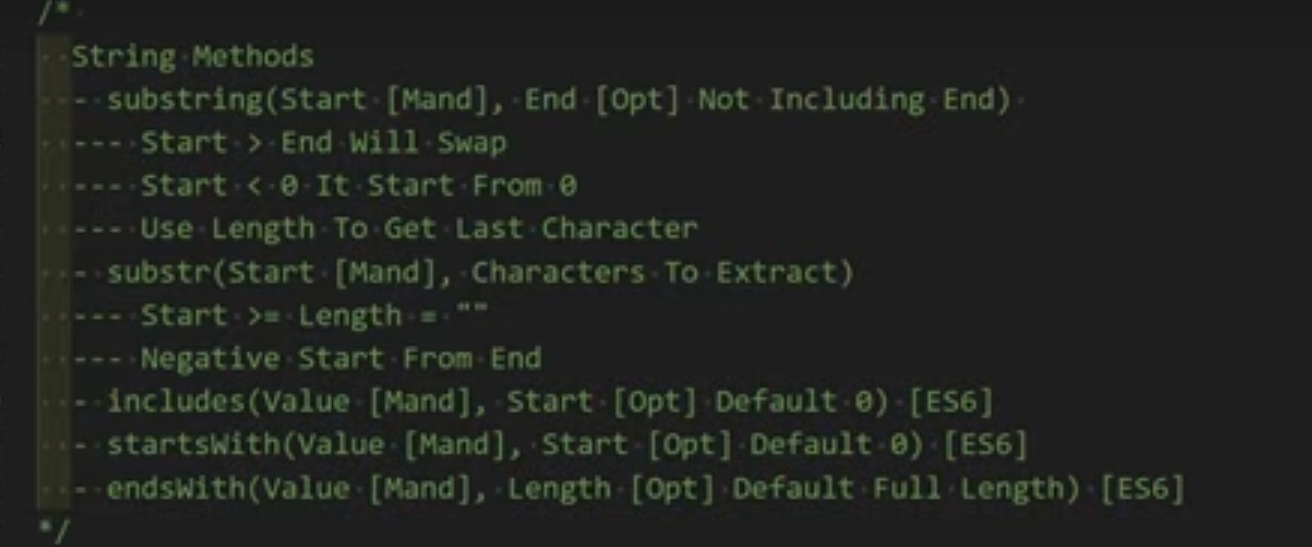 /*
String Methods
- substring(Start [Mand], End [Opt] Not Including End)
--- Start > End Will Swap
--- Start < 0 It Start From 0
--- Use Length To Get Last Character
- substr(Start [Mand], Characters To Extract)
--- Start >= Length = ""
--- Negative Start From End
- includes(Value [Mand], Start [Opt] Default 0) [ES6]
- startsWith(Value [Mand], Start [Opt] Default 0) [ES6]
- endsWith(Value [Mand], Length [Opt] Default Full Length) [ES6]
*/